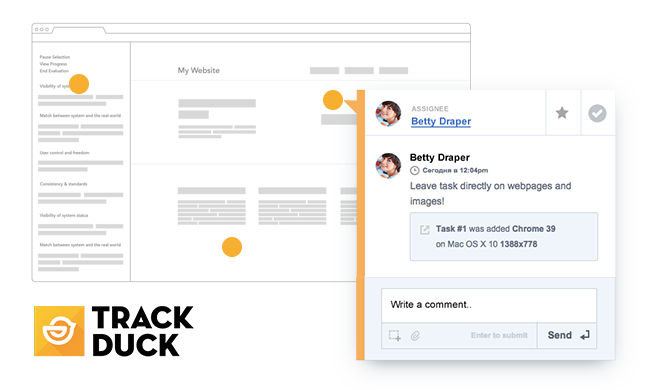 Pause Selection
View Progress
End Evaluation
Visibility of sys
Match between system and the real world
User control and freedom
Consistency & standards
Visibility of system status
Match between system and the real world
My Website
ASSIGNEE
Betty Draper
Betty Draper
Сегодня в 12:04pm
Leave task directly on webpages and
images!
Task #1 was added Chrome 39
on Mac OS X 10 1388x778
Write a comment..
Enter to submit
Send
TRACK
DUCK